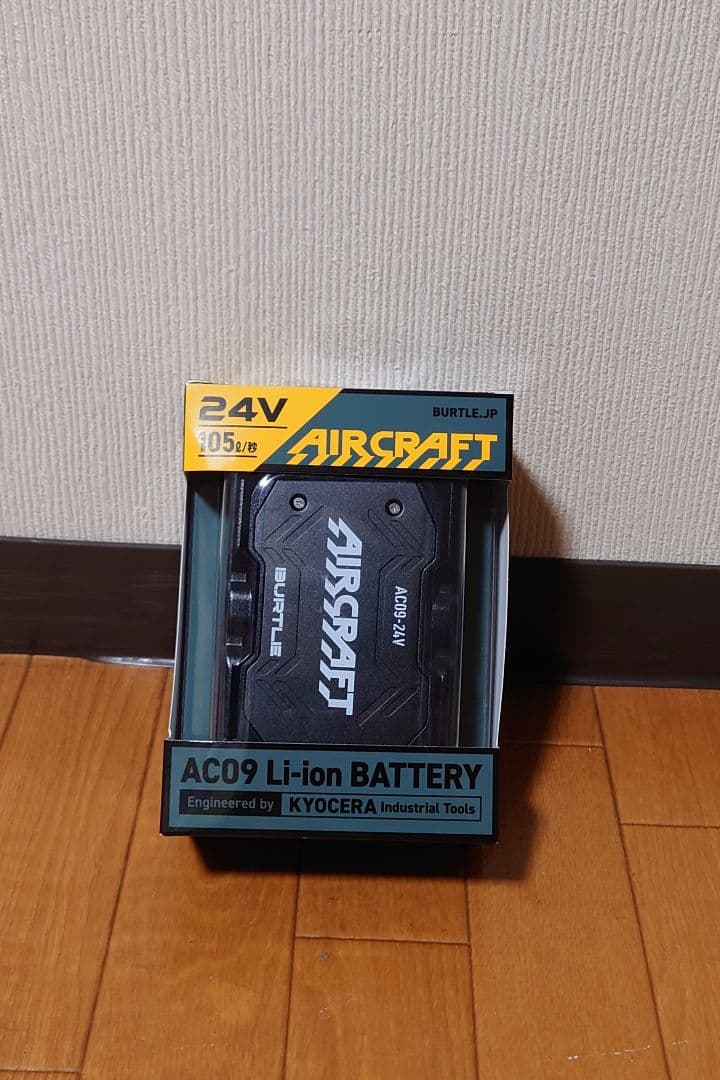 24V
105ℓ/秒
BURTLE.JP
AIRCRAFT
AIRCRAFT
BURTLE
AC09-24V
AC09 Li-ion BATTERY
Engineered by KYOCERA Industrial Tools